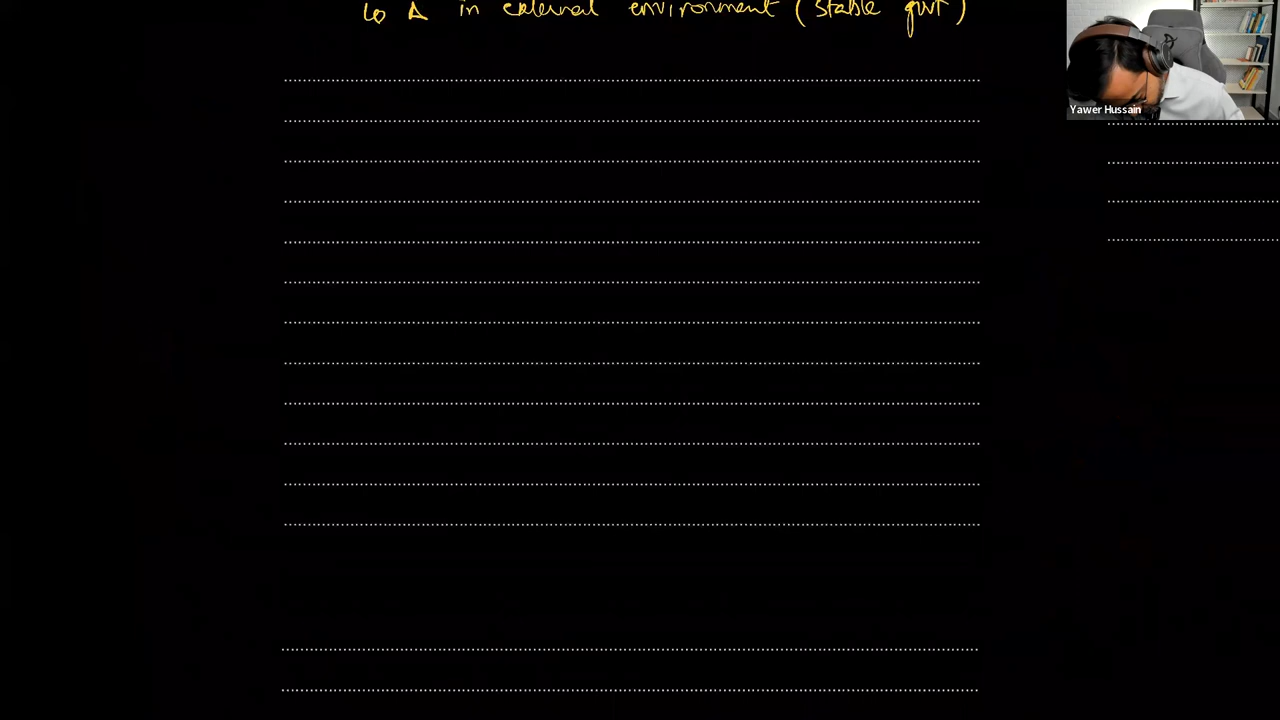 to Δ in external environment (stable govt)
Yawer Hussain